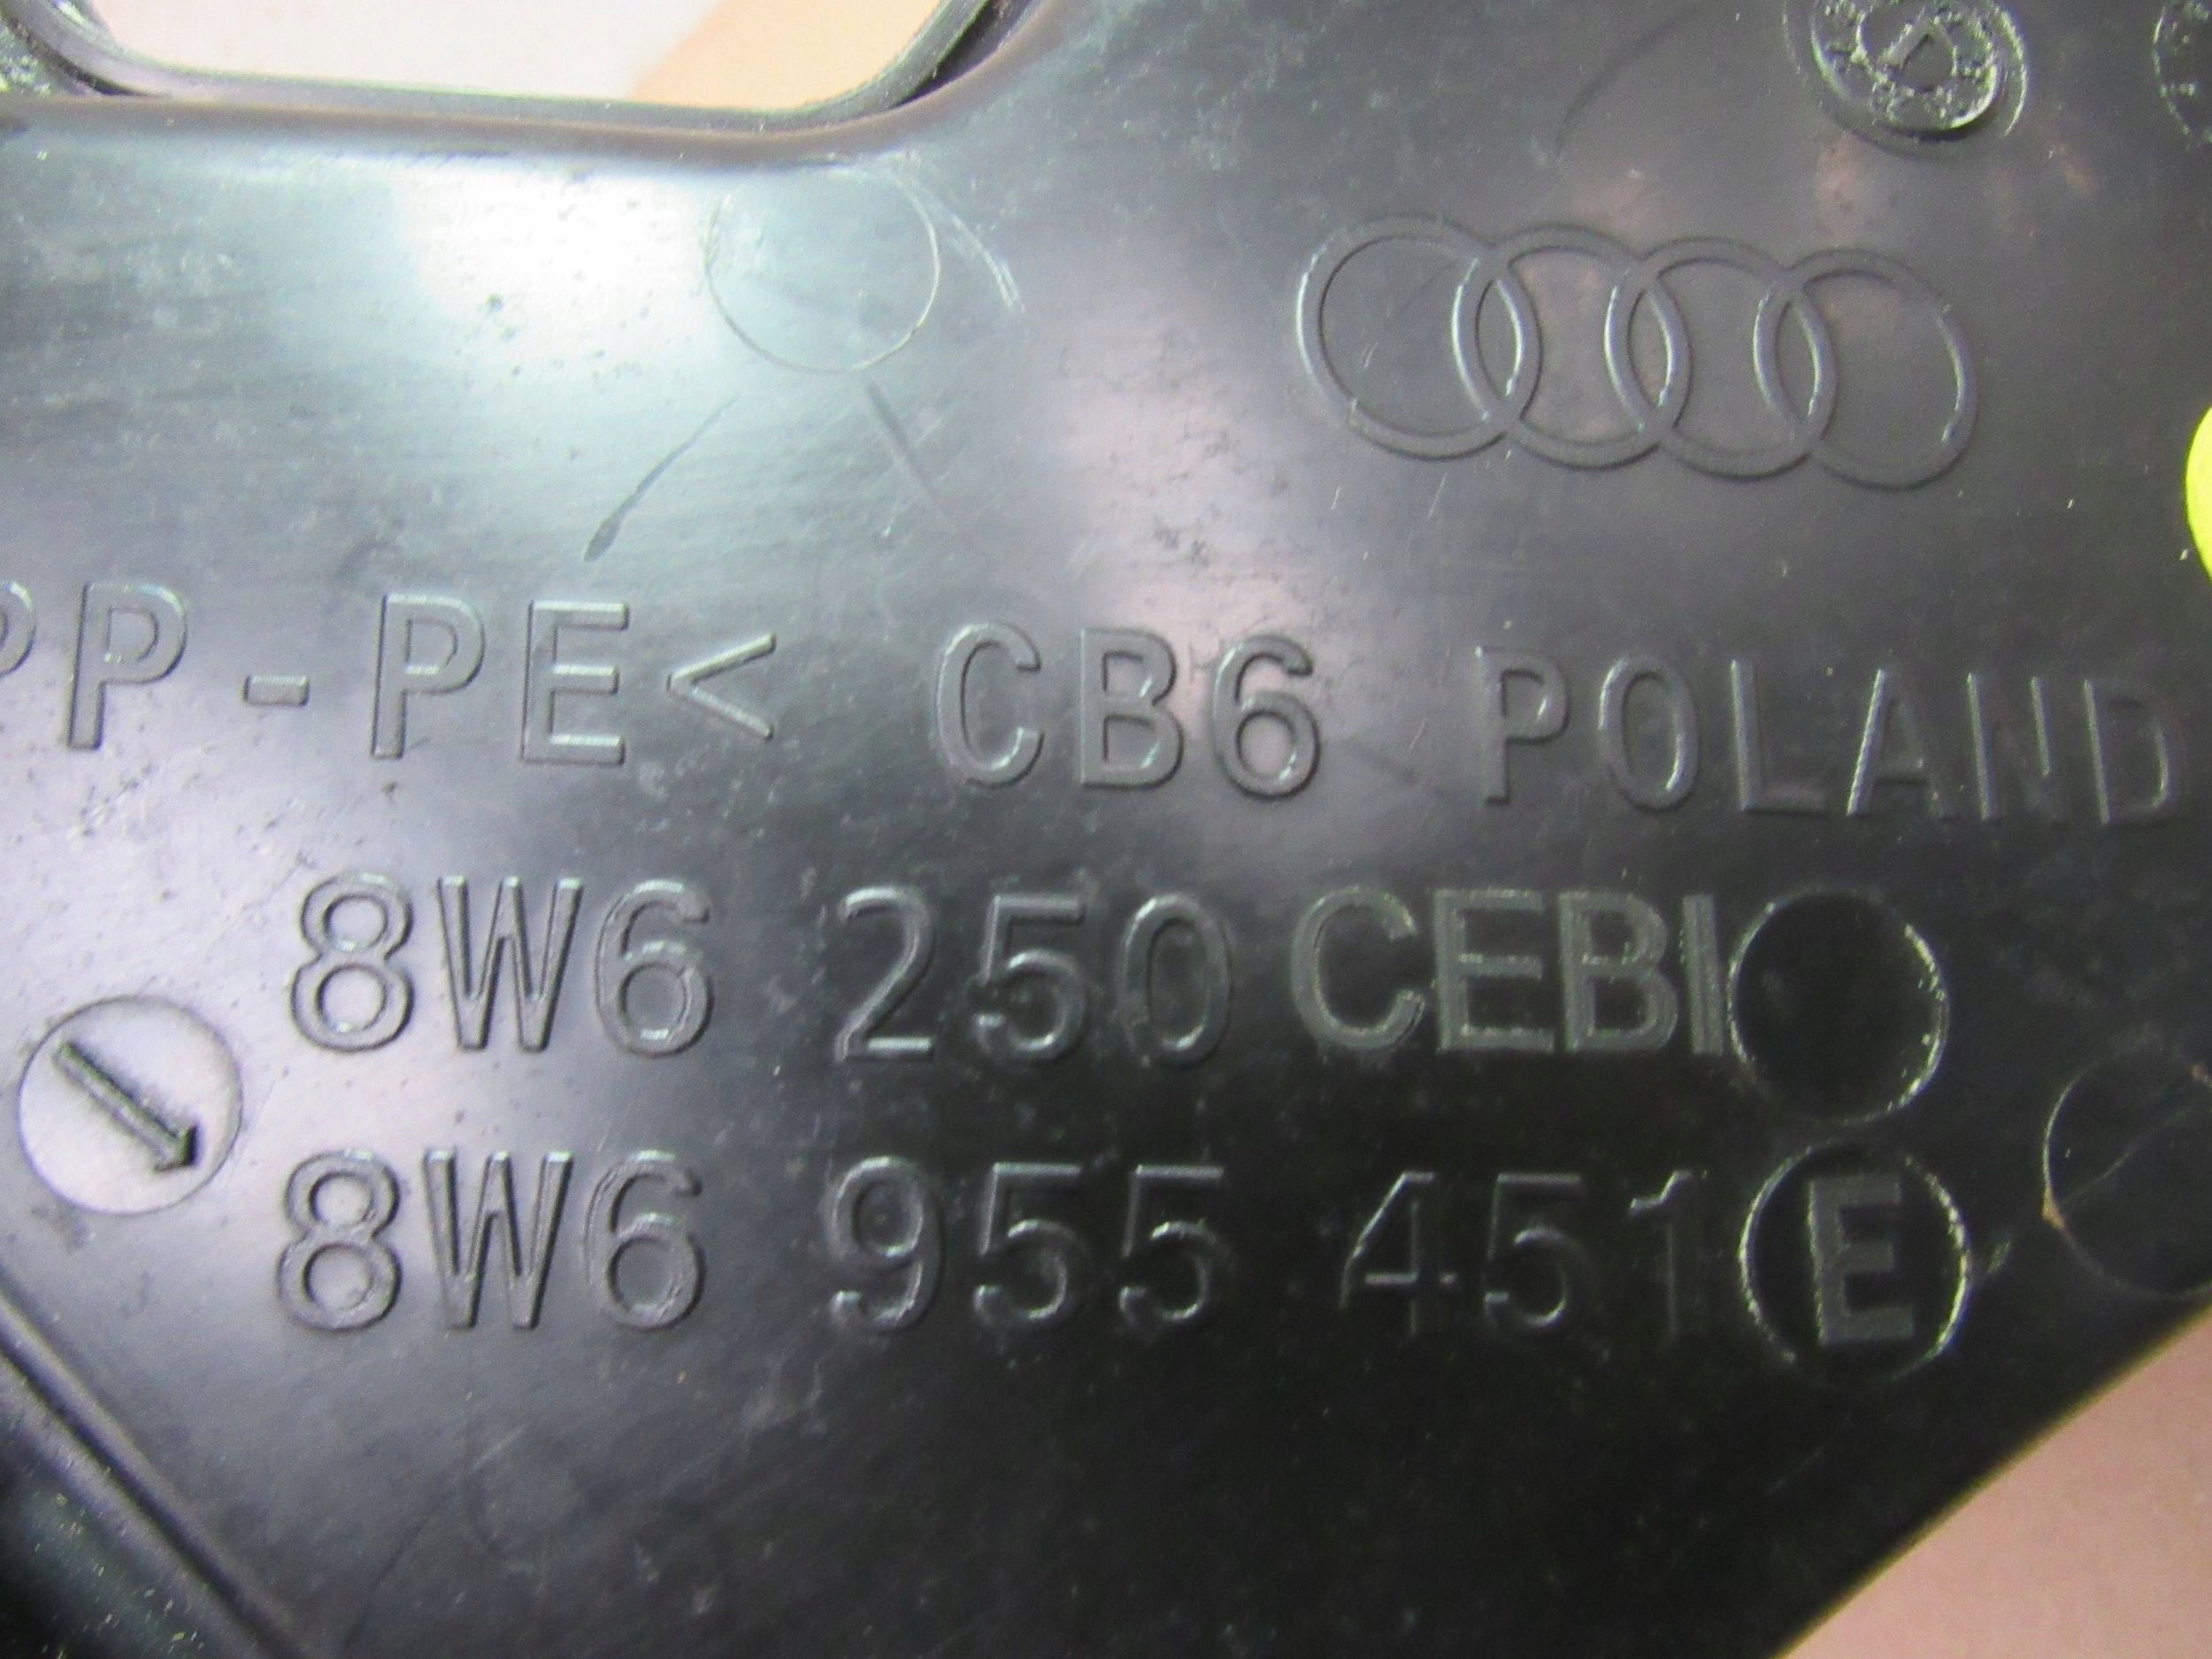 PP-PE< CB6 POLAND
8W6 250 CEBI
8W6 955 451 E